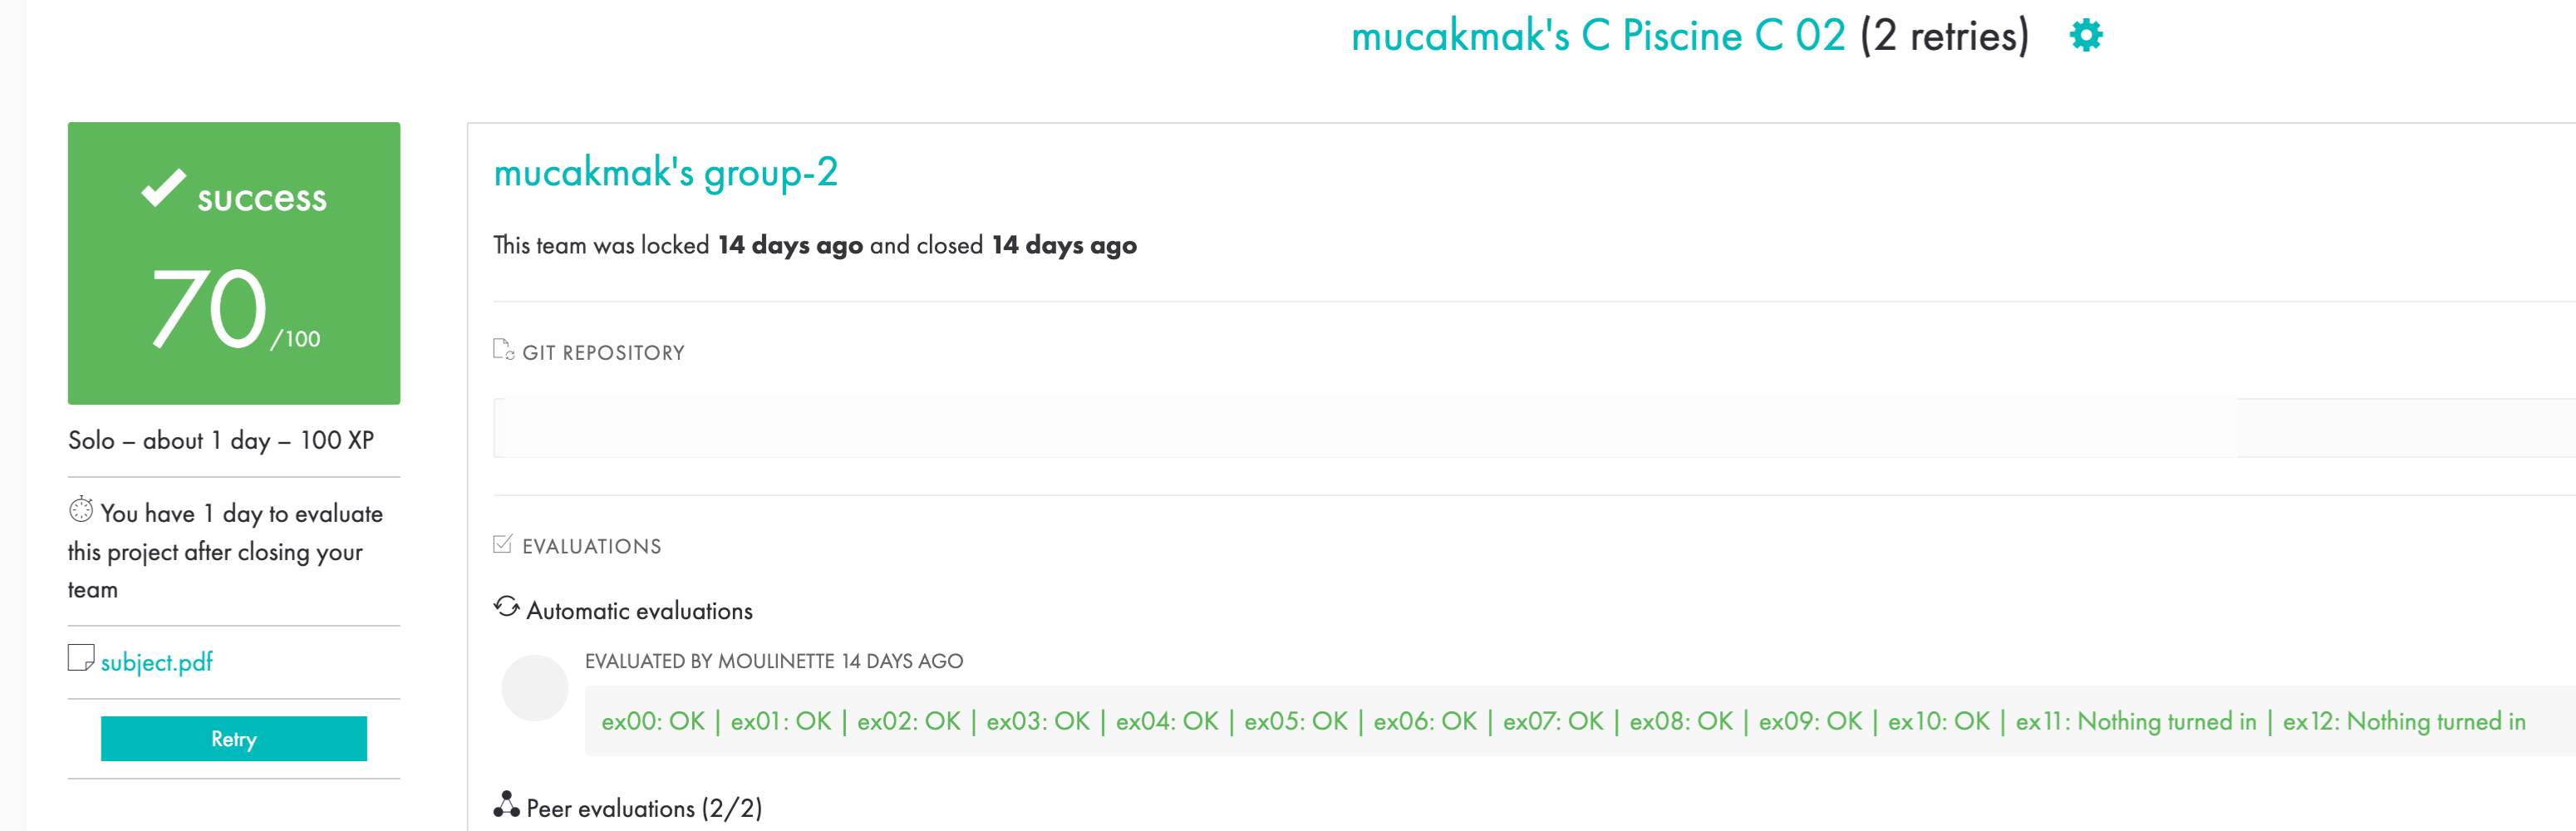 mucakmak's C Piscine C 02 (2 retries)
success
70 /100
Solo – about 1 day – 100 XP
You have 1 day to evaluate
this project after closing your
team
subject.pdf
Retry
mucakmak's group-2
This team was locked 14 days ago and closed 14 days ago
GIT REPOSITORY
EVALUATIONS
Automatic evaluations
EVALUATED BY MOULINETTE 14 DAYS AGO
ex00: OK | ex01: OK | ex02: OK | ex03: OK | ex04: OK | ex05: OK | ex06: OK | ex07: OK | ex08: OK | ex09: OK | ex10: OK | ex11: Nothing turned in | ex12: Nothing turned in
Peer evaluations (2/2)